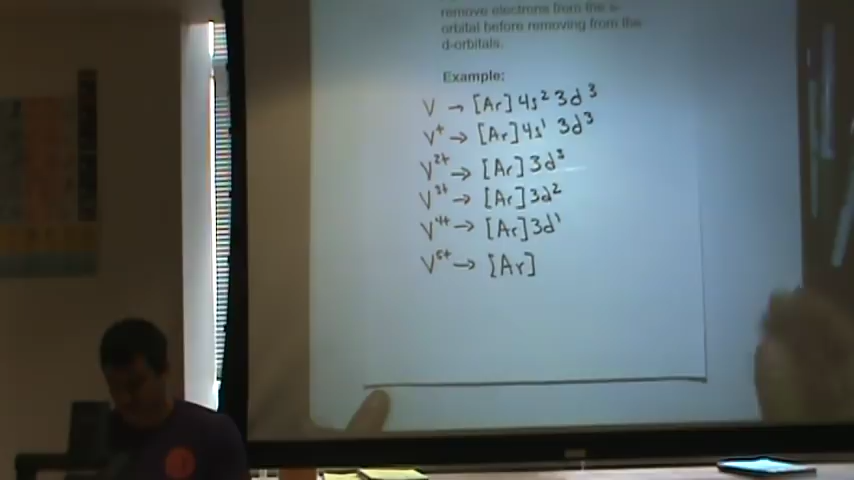 remove electrons from the s-
orbital before removing from the
d-orbitals.
Example:
V → [Ar] 4s² 3d³
V⁺ → [Ar] 4s¹ 3d³
V²⁺ → [Ar] 3d³
V³⁺ → [Ar] 3d²
V⁴⁺ → [Ar] 3d¹
V⁵⁺ → [Ar]